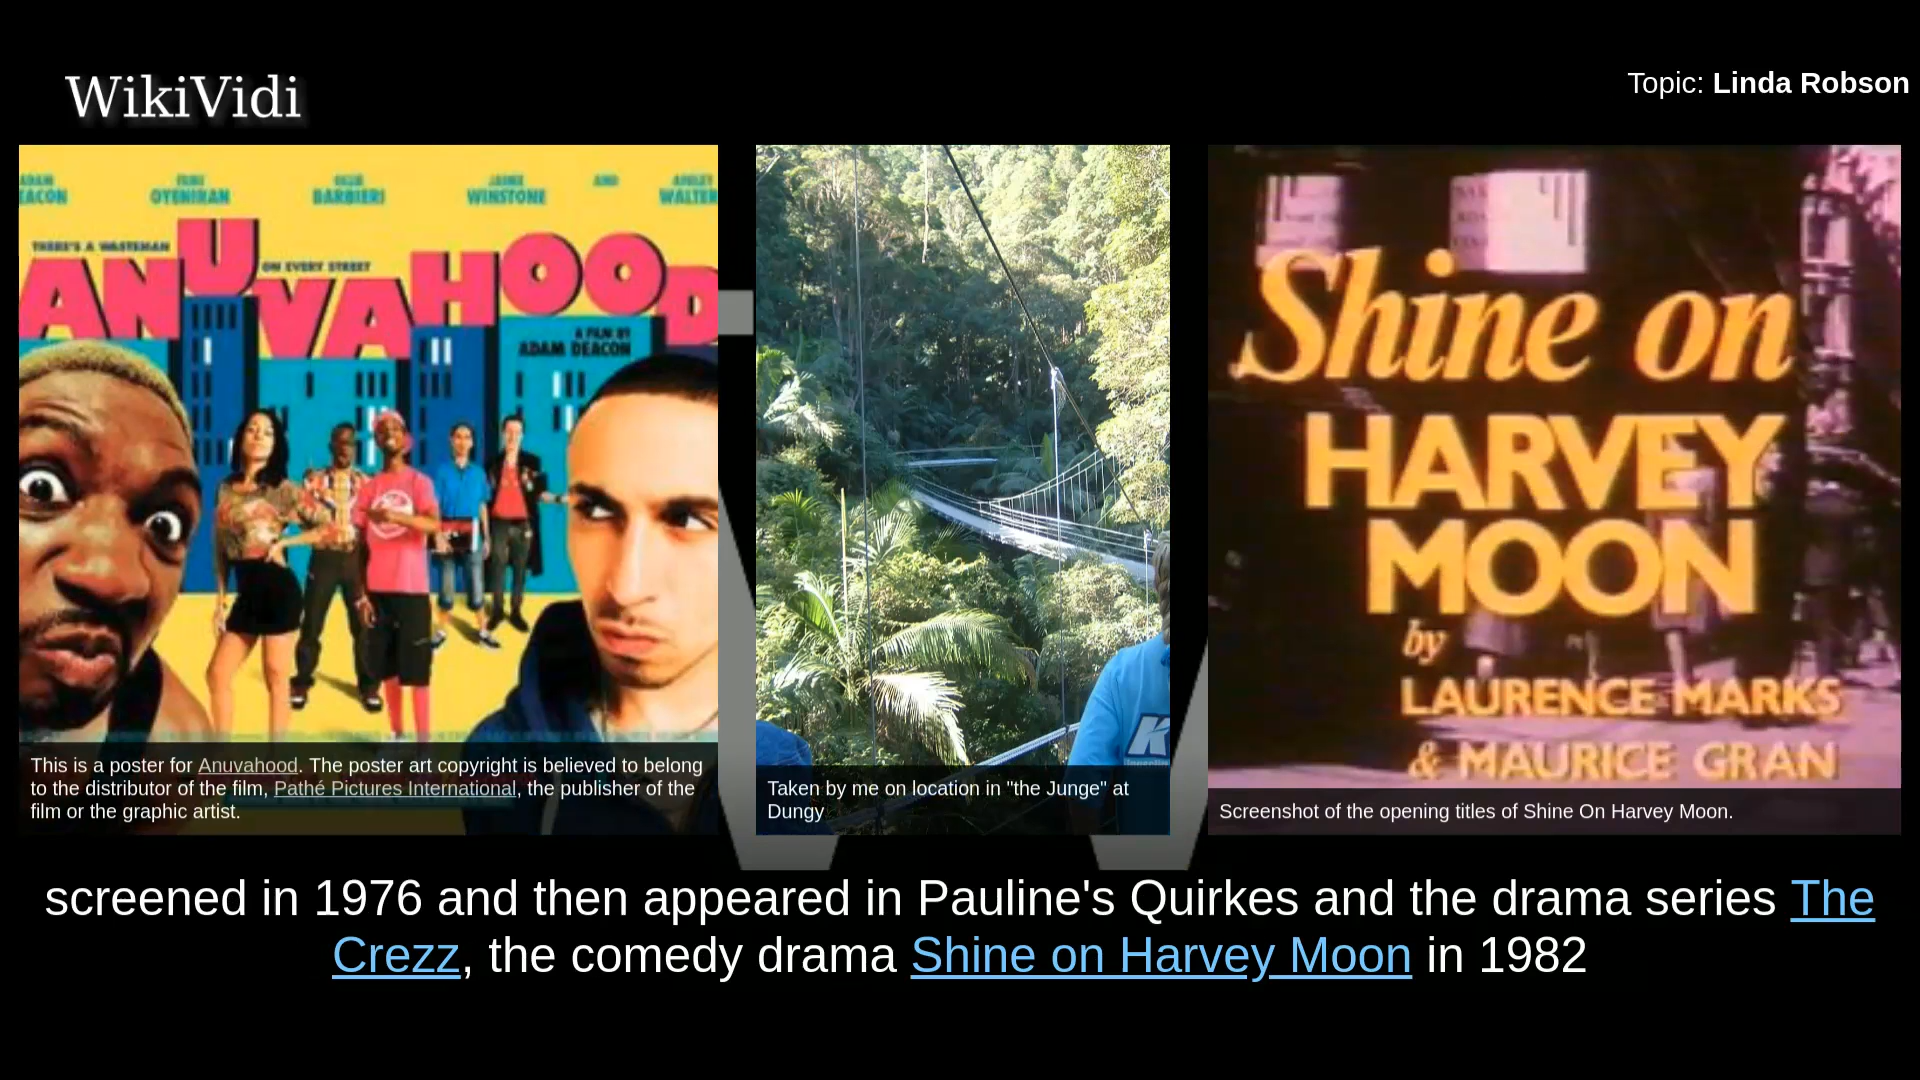 WikiVidi
Topic: Linda Robson
ADAM FEMI OLLIE JAIME AND ASHLEY
EACON OYENIRAN BARBIERI WINSTONE WALTER
THERE'S A WASTEMAN
ON EVERY STREET
ANUVAHOOD
A FILM BY
ADAM DEACON
This is a poster for Anuvahood. The poster art copyright is believed to belong
to the distributor of the film, Pathé Pictures International, the publisher of the
film or the graphic artist.
K
Taken by me on location in "the Junge" at
Dungy
Shine on
HARVEY
MOON
by
LAURENCE MARKS
& MAURICE GRAN
Screenshot of the opening titles of Shine On Harvey Moon.
screened in 1976 and then appeared in Pauline's Quirkes and the drama series The
Crezz, the comedy drama Shine on Harvey Moon in 1982